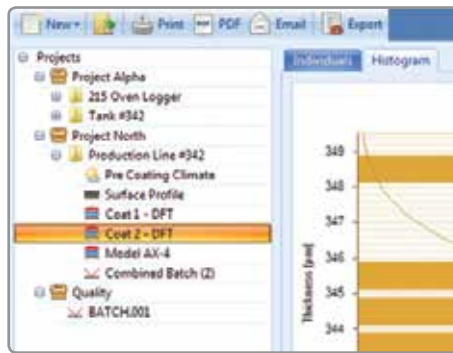 New Print PDF Email Export
Projects
Project Alpha
215 Oven Logger
Tank #342
Project North
Production Line #342
Pre Coating Climate
Surface Profile
Coat 1 - DFT
Coat 2 - DFT
Model AX-4
Combined Batch (2)
Quality
BATCH.001
Individuals Histogram
349
348
347
346
345
344
Thickness (µm)